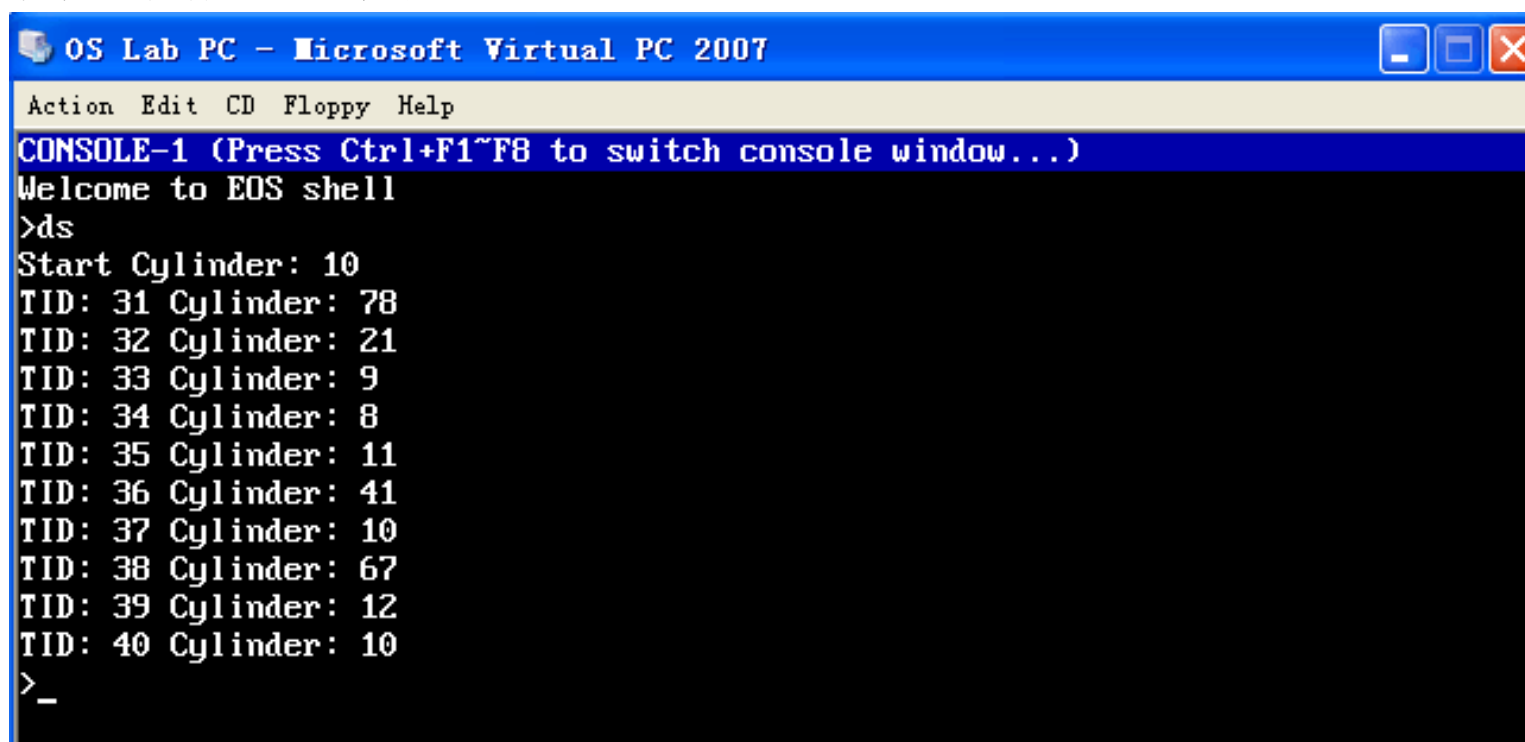 OS Lab PC - Microsoft Virtual PC 2007
Action Edit CD Floppy Help
CONSOLE-1 (Press Ctrl+F1~F8 to switch console window...)
Welcome to EOS shell
>ds
Start Cylinder: 10
TID: 31 Cylinder: 78
TID: 32 Cylinder: 21
TID: 33 Cylinder: 9
TID: 34 Cylinder: 8
TID: 35 Cylinder: 11
TID: 36 Cylinder: 41
TID: 37 Cylinder: 10
TID: 38 Cylinder: 67
TID: 39 Cylinder: 12
TID: 40 Cylinder: 10
>_